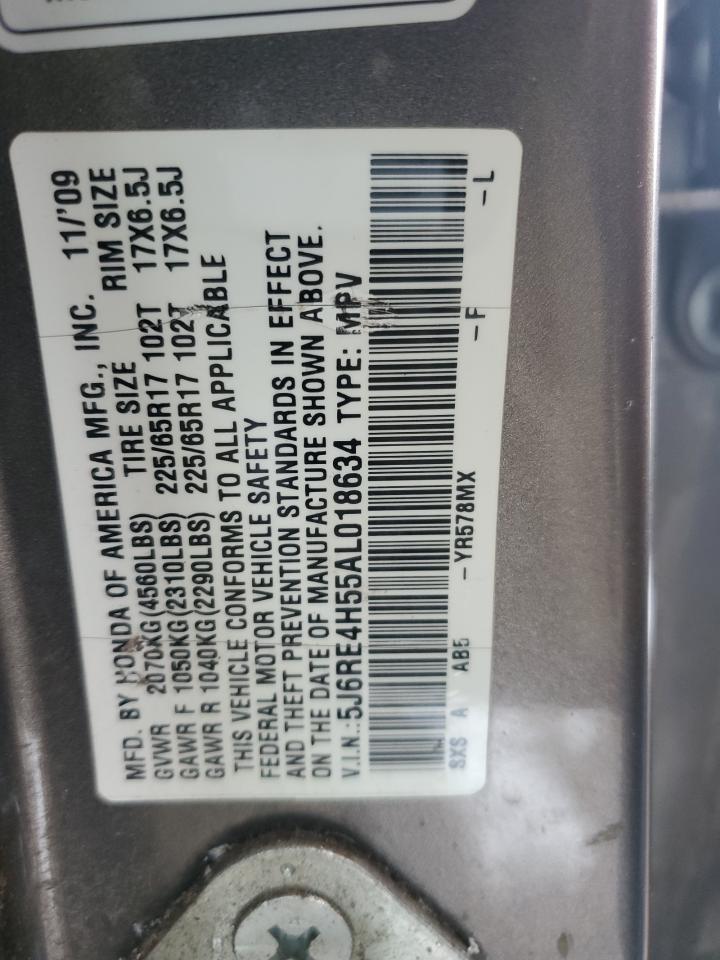 MFD. BY HONDA OF AMERICA MFG., INC. 11/'09
GVWR 2070KG(4560LBS) TIRE SIZE RIM SIZE
GAWR F 1050KG(2310LBS) 225/65R17 102T 17X6.5J
GAWR R 1040KG(2290LBS) 225/65R17 102T 17X6.5J
THIS VEHICLE CONFORMS TO ALL APPLICABLE
FEDERAL MOTOR VEHICLE SAFETY
AND THEFT PREVENTION STANDARDS IN EFFECT
ON THE DATE OF MANUFACTURE SHOWN ABOVE.
V.I.N.:5J6RE4H55AL018634 TYPE: MPV
SXS A AB5 –YR578MX –F –L